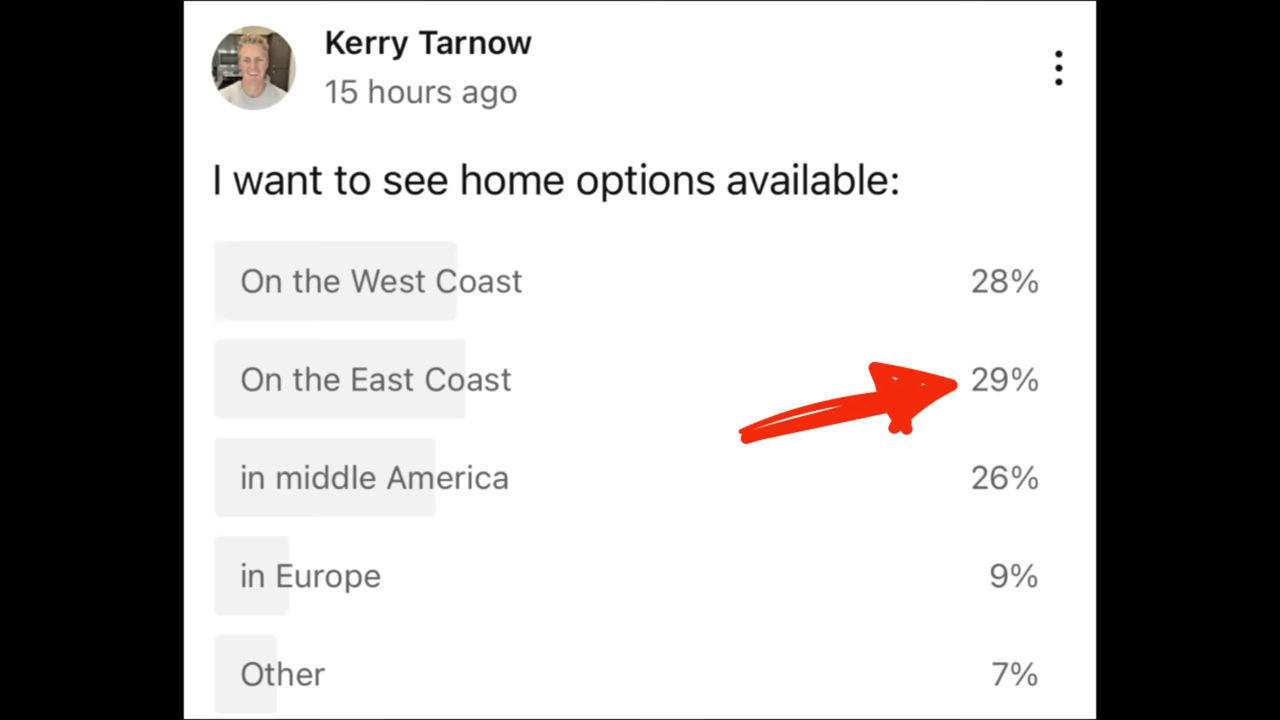 Kerry Tarnow
15 hours ago
I want to see home options available:
On the West Coast 28%
On the East Coast 29%
in middle America 26%
in Europe 9%
Other 7%